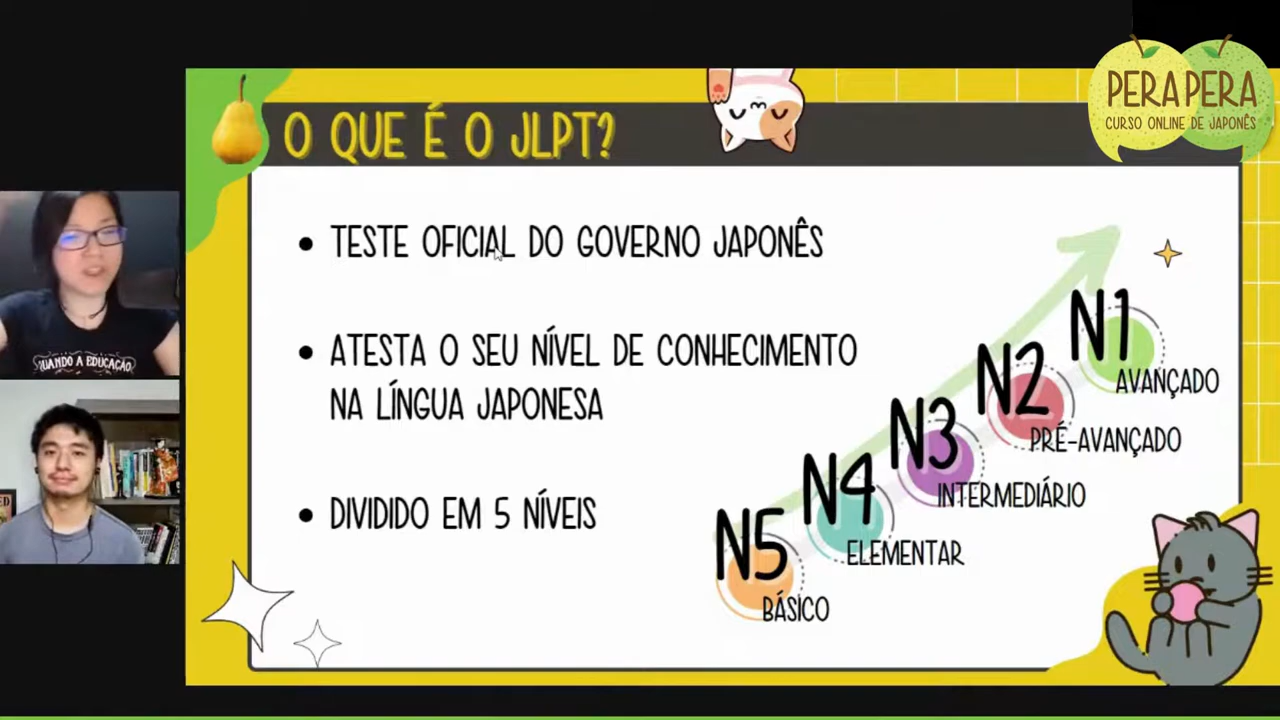 PERA PERA
CURSO ONLINE DE JAPONÊS
O QUE É O JLPT?
• TESTE OFICIAL DO GOVERNO JAPONÊS
• ATESTA O SEU NÍVEL DE CONHECIMENTO
NA LÍNGUA JAPONESA
• DIVIDIDO EM 5 NÍVEIS
N1
AVANÇADO
N2
PRÉ-AVANÇADO
N3
INTERMEDIÁRIO
N4
ELEMENTAR
N5
BÁSICO
QUANDO A EDUCAÇÃO